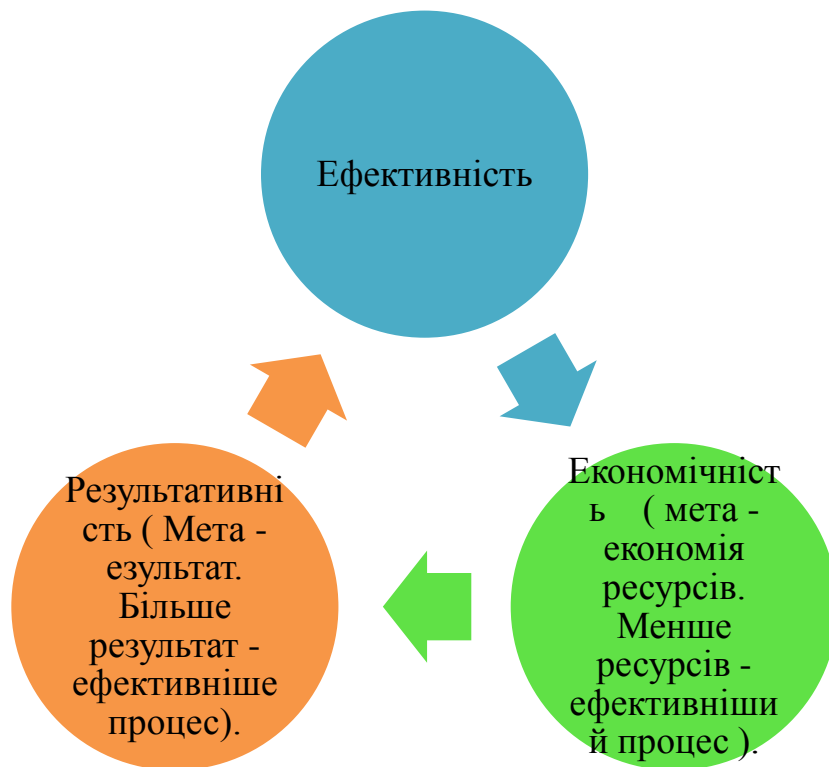 Ефективність
Економічніст
ь ( мета -
економія
ресурсів.
Менше
ресурсів -
ефективніши
й процес ).
Результативні
сть ( Мета -
езультат.
Більше
результат -
ефективніше
процес).